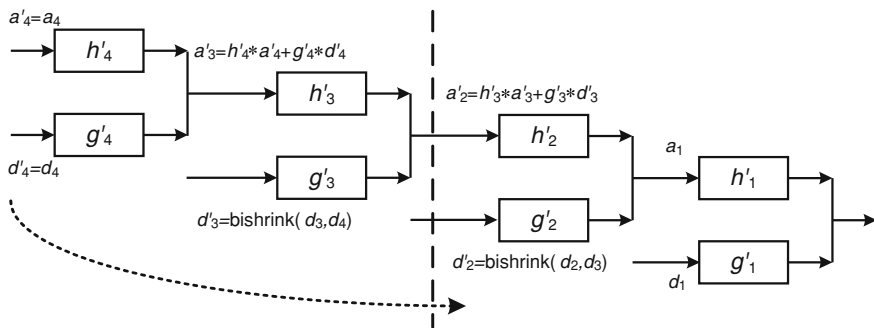 a'4=a4
h'4
a'3=h'4*a'4+g'4*d'4
h'3
a'2=h'3*a'3+g'3*d'3
g'4
h'2
a1
d'4=d4
g'3
h'1
d'3=bishrink( d3,d4)
g'2
d'2=bishrink( d2,d3)
d1
g'1